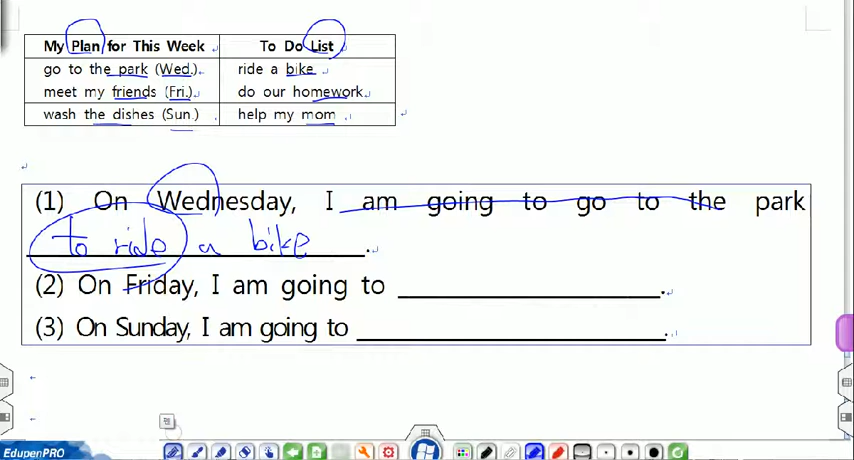 My Plan for This Week To Do List
go to the park (Wed.) ride a bike
meet my friends (Fri.) do our homework
wash the dishes (Sun.) help my mom
(1) On Wednesday, I am going to go to the park
to ride a bike.
(2) On Friday, I am going to ____________________.
(3) On Sunday, I am going to ____________________.
EdupenPRO